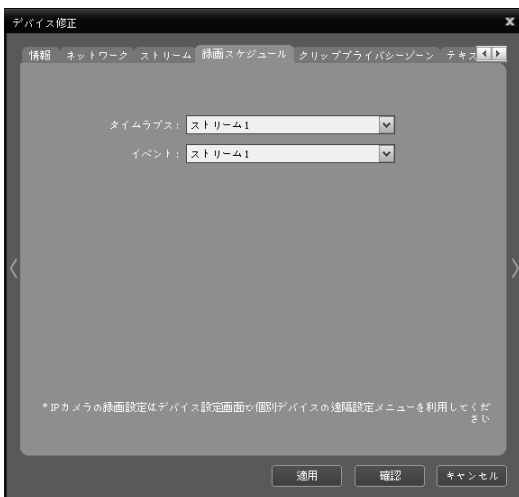 デバイス修正
情報 ネットワーク ストリーム 録画スケジュール クリッププライバシーゾーン テキス
タイムラプス: ストリーム1
イベント: ストリーム1
*IPカメラの録画設定はデバイス設定画面で個別デバイスの遠隔設定メニューを利用してくだ
さい
適用 確認 キャンセル